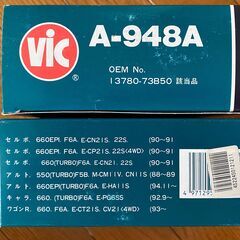 VIC
A-948A
OEM No.
13780-73B50 該当品
セルボ. 660EPI. F6A. E-CN21S. 22S. (90～91
セルボ. 660EPI. F6A. E-CP21S. 22S(4WD) (90～91
セルボ. 660(TURBO)F6A. E-CN21. 22S. (90～91
アルト. 550(TURBO)F5B. M-CM11V. CN11S (88～89
アルト. 660EPI(TURBO)F6A. E-HA11S (94.11～
キャラ. 660(TURBO)F6A. E-PG6SS (92.9～
ワゴンR. 660. F6A. E-CT21S. CV21(4WD) (93～